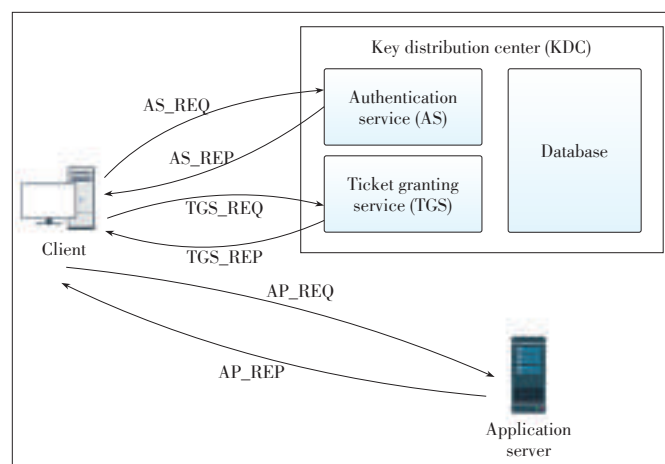 Key distribution center (KDC)
Authentication
service (AS)
Database
Ticket granting
service (TGS)
AS_REQ
AS_REP
TGS_REQ
TGS_REP
Client
AP_REQ
AP_REP
Application
server